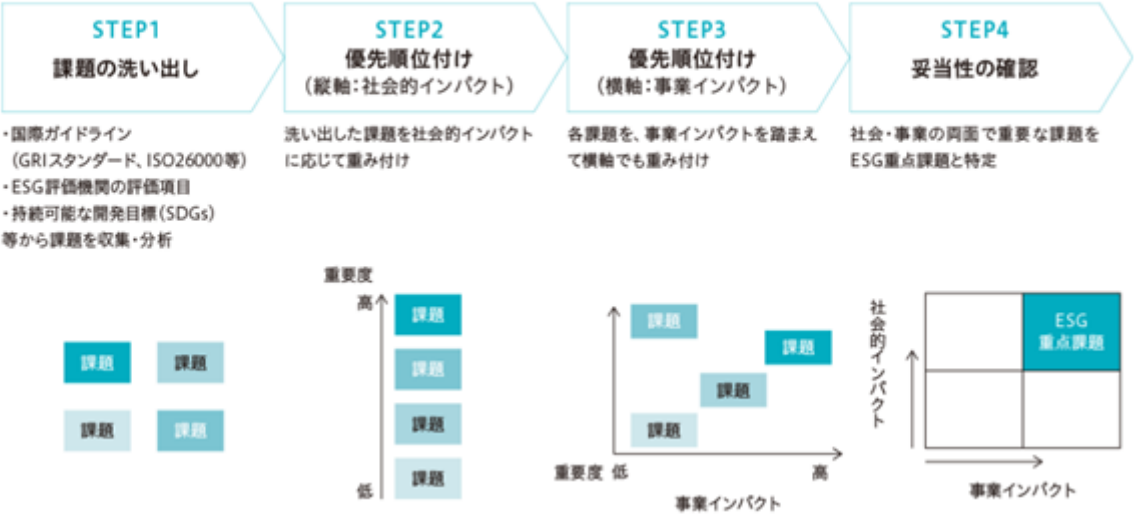 STEP1
課題の洗い出し
・国際ガイドライン
(GRIスタンダード、ISO26000等)
・ESG評価機関の評価項目
・持続可能な開発目標(SDGs)
等から課題を収集・分析
課題
課題
課題
課題
STEP2
優先順位付け
(縦軸:社会的インパクト)
洗い出した課題を社会的インパクト
に応じて重み付け
重要度
高
課題
課題
課題
課題
低
STEP3
優先順位付け
(横軸:事業インパクト)
各課題を、事業インパクトを踏まえ
て横軸でも重み付け
課題
課題
課題
課題
重要度 低
高
事業インパクト
STEP4
妥当性の確認
社会・事業の両面で重要な課題を
ESG重点課題と特定
社会的インパクト
ESG
重点課題
事業インパクト